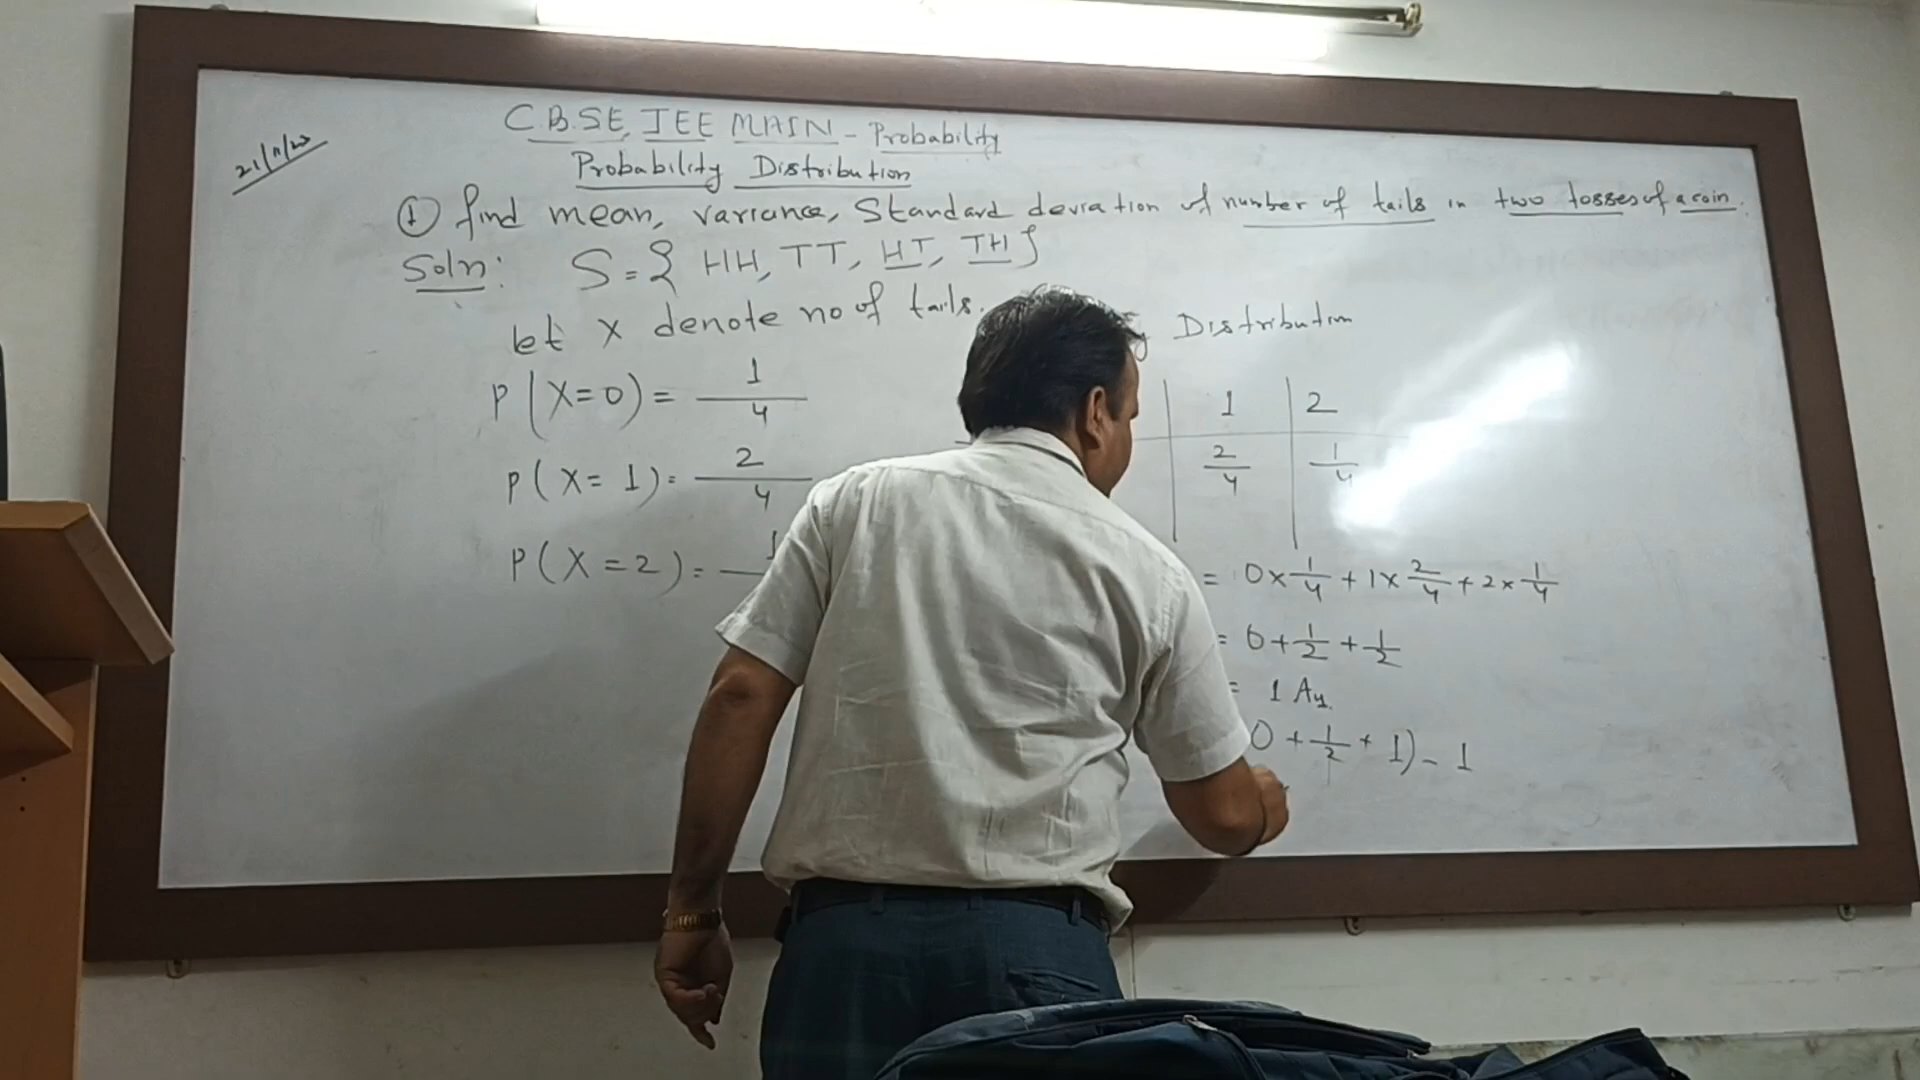 21/11/20
C.B.SE, JEE MAIN - Probability
Probability Distribution
① find mean, variance, Standard deviation of number of tails in two tosses of a coin.
Soln: S = { HH, TT, HT, TH }
let X denote no of tails.
Distribution
P(X=0) = 1/4
P(X=1) = 2/4
P(X=2) =
1 | 2
2/4 | 1/4
= 0 × 1/4 + 1 × 2/4 + 2 × 1/4
= 0 + 1/2 + 1/2
= 1
0 + 1/2 + 1) - 1